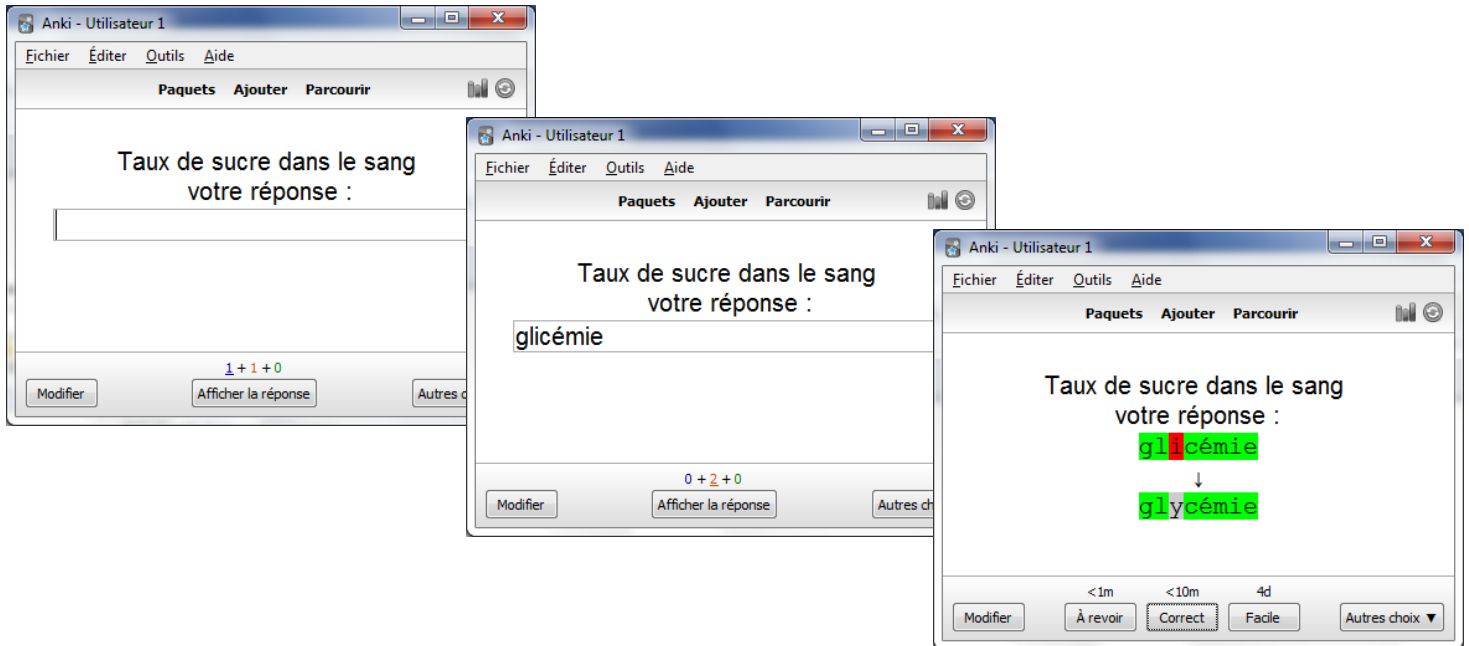 Anki - Utilisateur 1
Fichier Éditer Outils Aide
Paquets Ajouter Parcourir
Taux de sucre dans le sang
votre réponse :
1 + 1 + 0
Modifier Afficher la réponse Autres c
Anki - Utilisateur 1
Fichier Éditer Outils Aide
Paquets Ajouter Parcourir
Taux de sucre dans le sang
votre réponse :
glicémie
0 + 2 + 0
Modifier Afficher la réponse Autres ch
Anki - Utilisateur 1
Fichier Éditer Outils Aide
Paquets Ajouter Parcourir
Taux de sucre dans le sang
votre réponse :
glicémie
↓
glycémie
<1m <10m 4d
Modifier À revoir Correct Facile Autres choix ▼